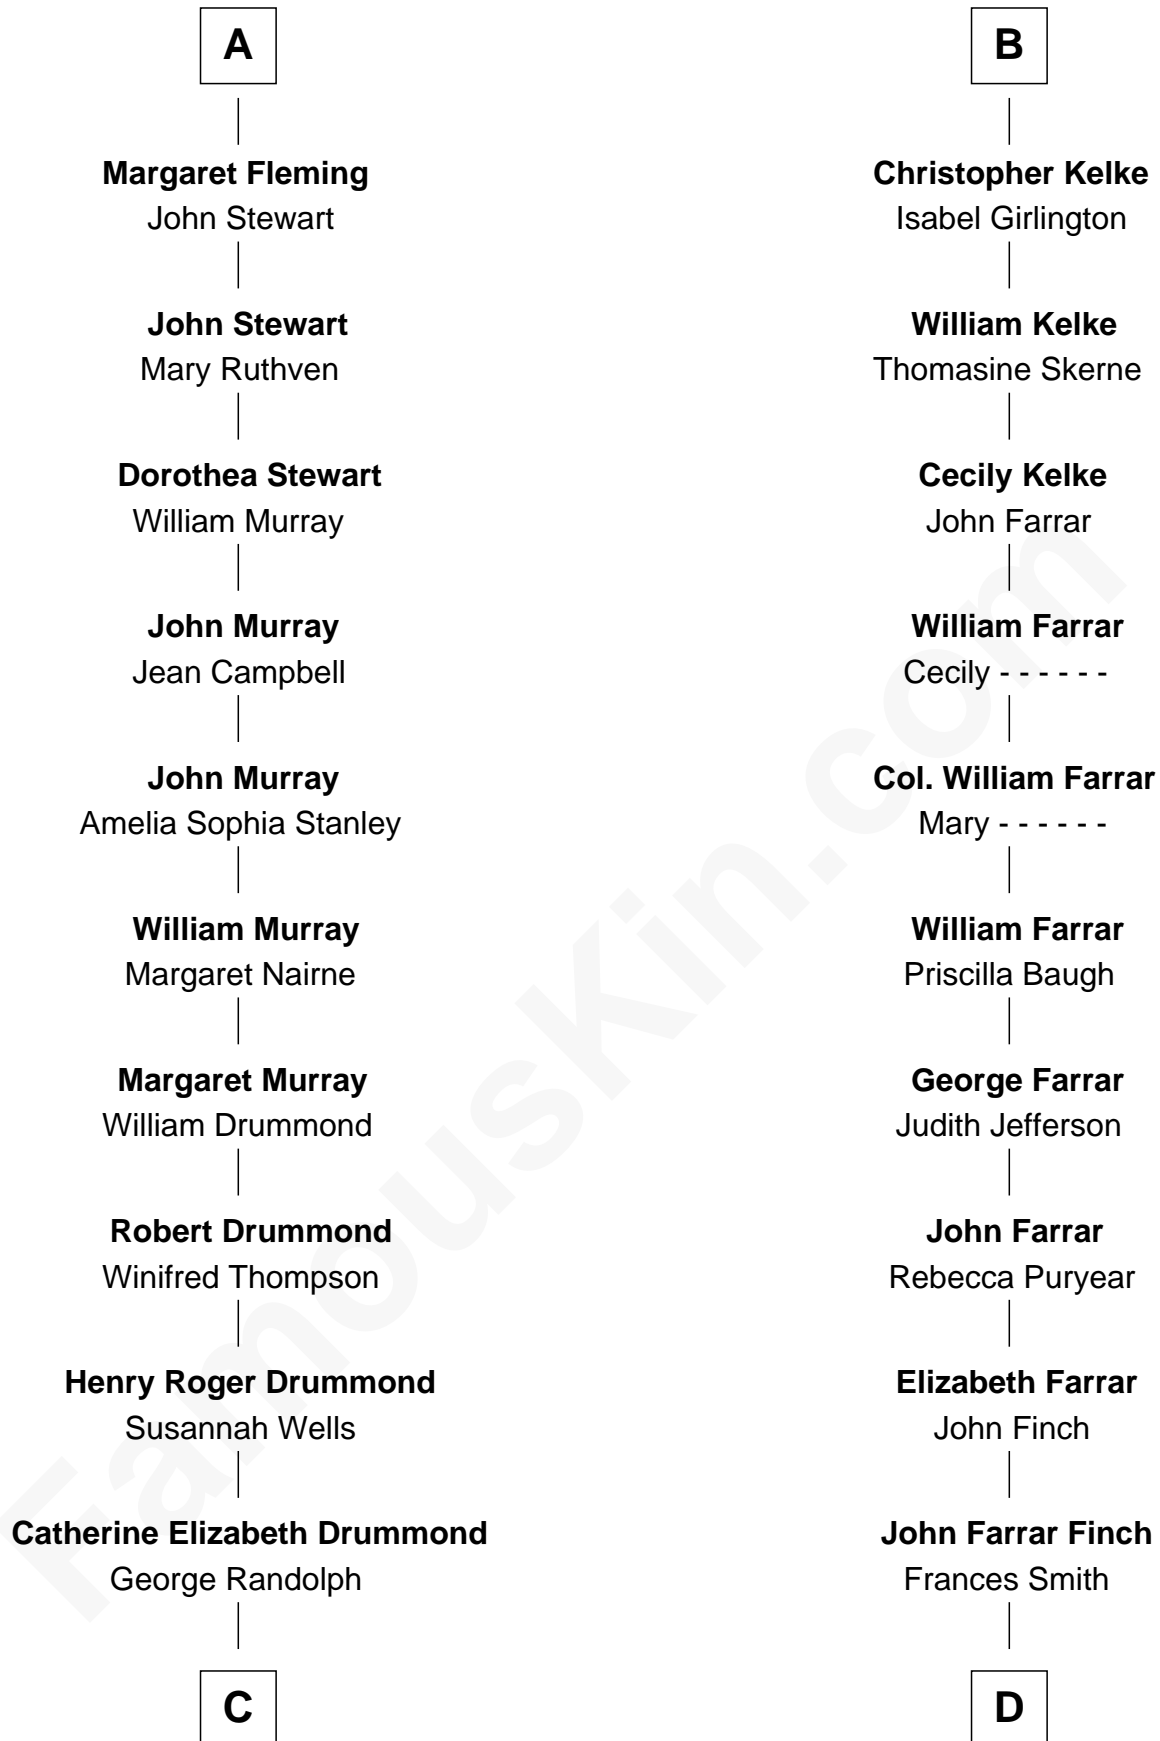 A
Margaret Fleming
John Stewart
John Stewart
Mary Ruthven
Dorothea Stewart
William Murray
John Murray
Jean Campbell
John Murray
Amelia Sophia Stanley
William Murray
Margaret Nairne
Margaret Murray
William Drummond
Robert Drummond
Winifred Thompson
Henry Roger Drummond
Susannah Wells
Catherine Elizabeth Drummond
George Randolph
C
B
Christopher Kelke
Isabel Girlington
William Kelke
Thomasine Skerne
Cecily Kelke
John Farrar
William Farrar
Cecily - - - - - -
Col. William Farrar
Mary - - - - - -
William Farrar
Priscilla Baugh
George Farrar
Judith Jefferson
John Farrar
Rebecca Puryear
Elizabeth Farrar
John Finch
John Farrar Finch
Frances Smith
D
FamousKin.com